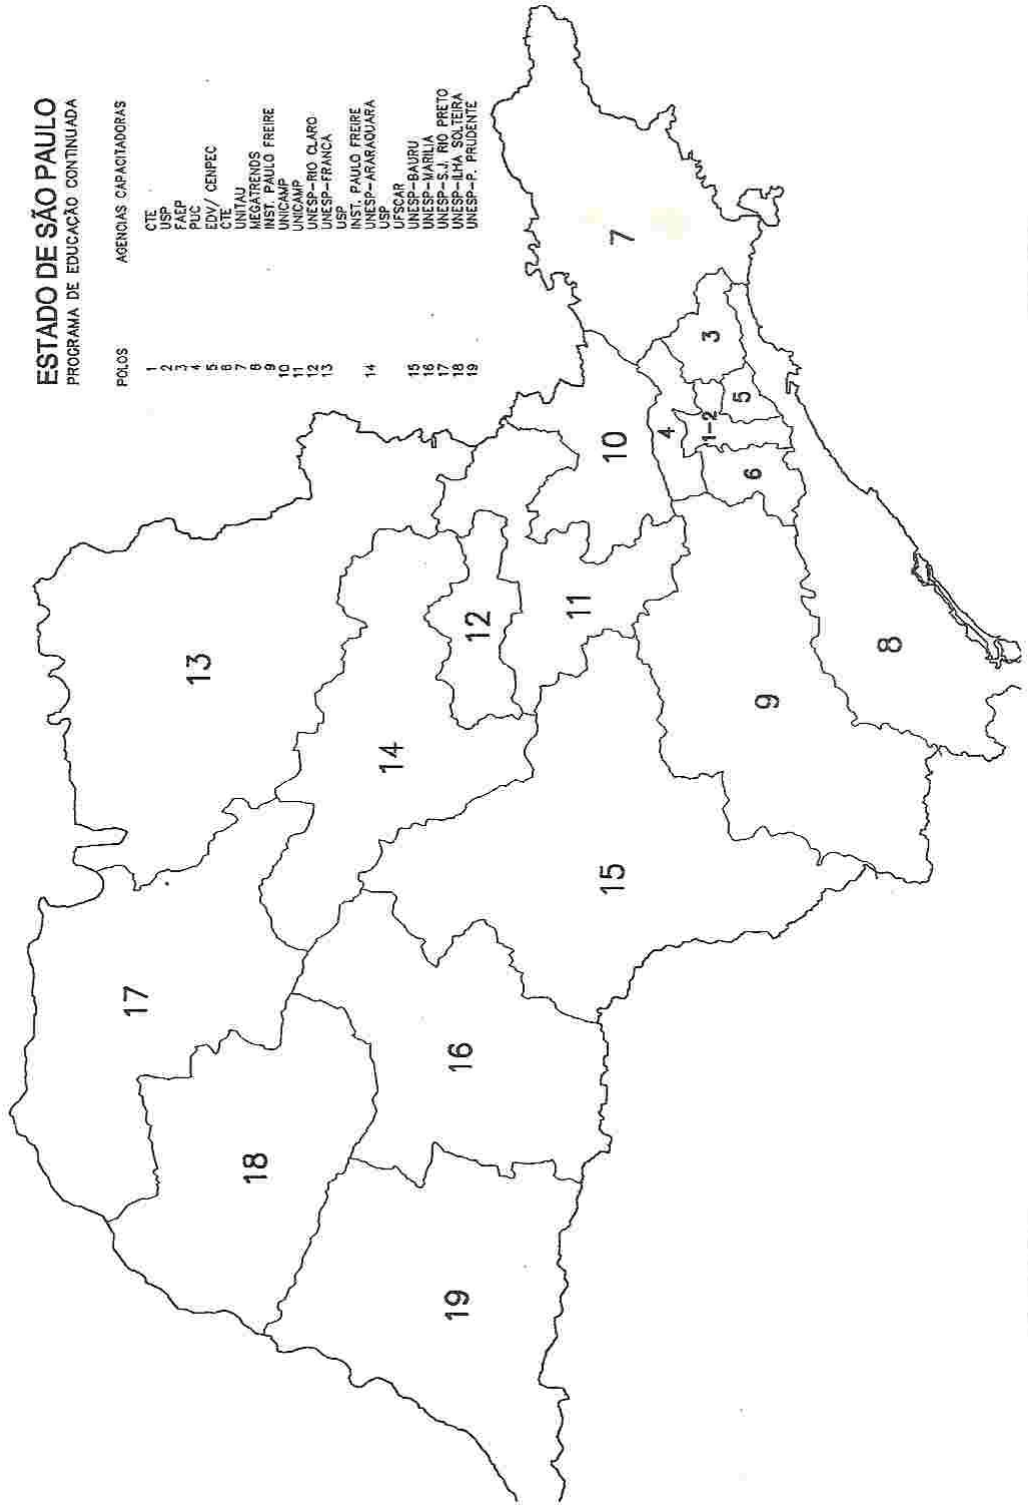 ESTADO DE SÃO PAULO
PROGRAMA DE EDUCAÇÃO CONTINUADA
POLOS AGENCIAS CAPACITADORAS
1 CTE
2 USP
3 FAEP
4 PUC
5 EDV/ CENPEC
6 CTE
7 UNITAU
8 MEGATRENDS
9 INST. PAULO FREIRE
10 UNICAMP
11 UNICAMP
12 UNESP-RIO CLARO
13 UNESP-FRANCA
USP
INST. PAULO FREIRE
14 UNESP-ARARAQUARA
USP
UFSCAR
15 UNESP-BAURU
16 UNESP-MARILIA
17 UNESP-S.J. RIO PRETO
18 UNESP-ILHA SOLTEIRA
19 UNESP-P. PRUDENTE
17
13
18
14
12
16
19
15
11
10
7
4
1-2
3
5
6
9
8